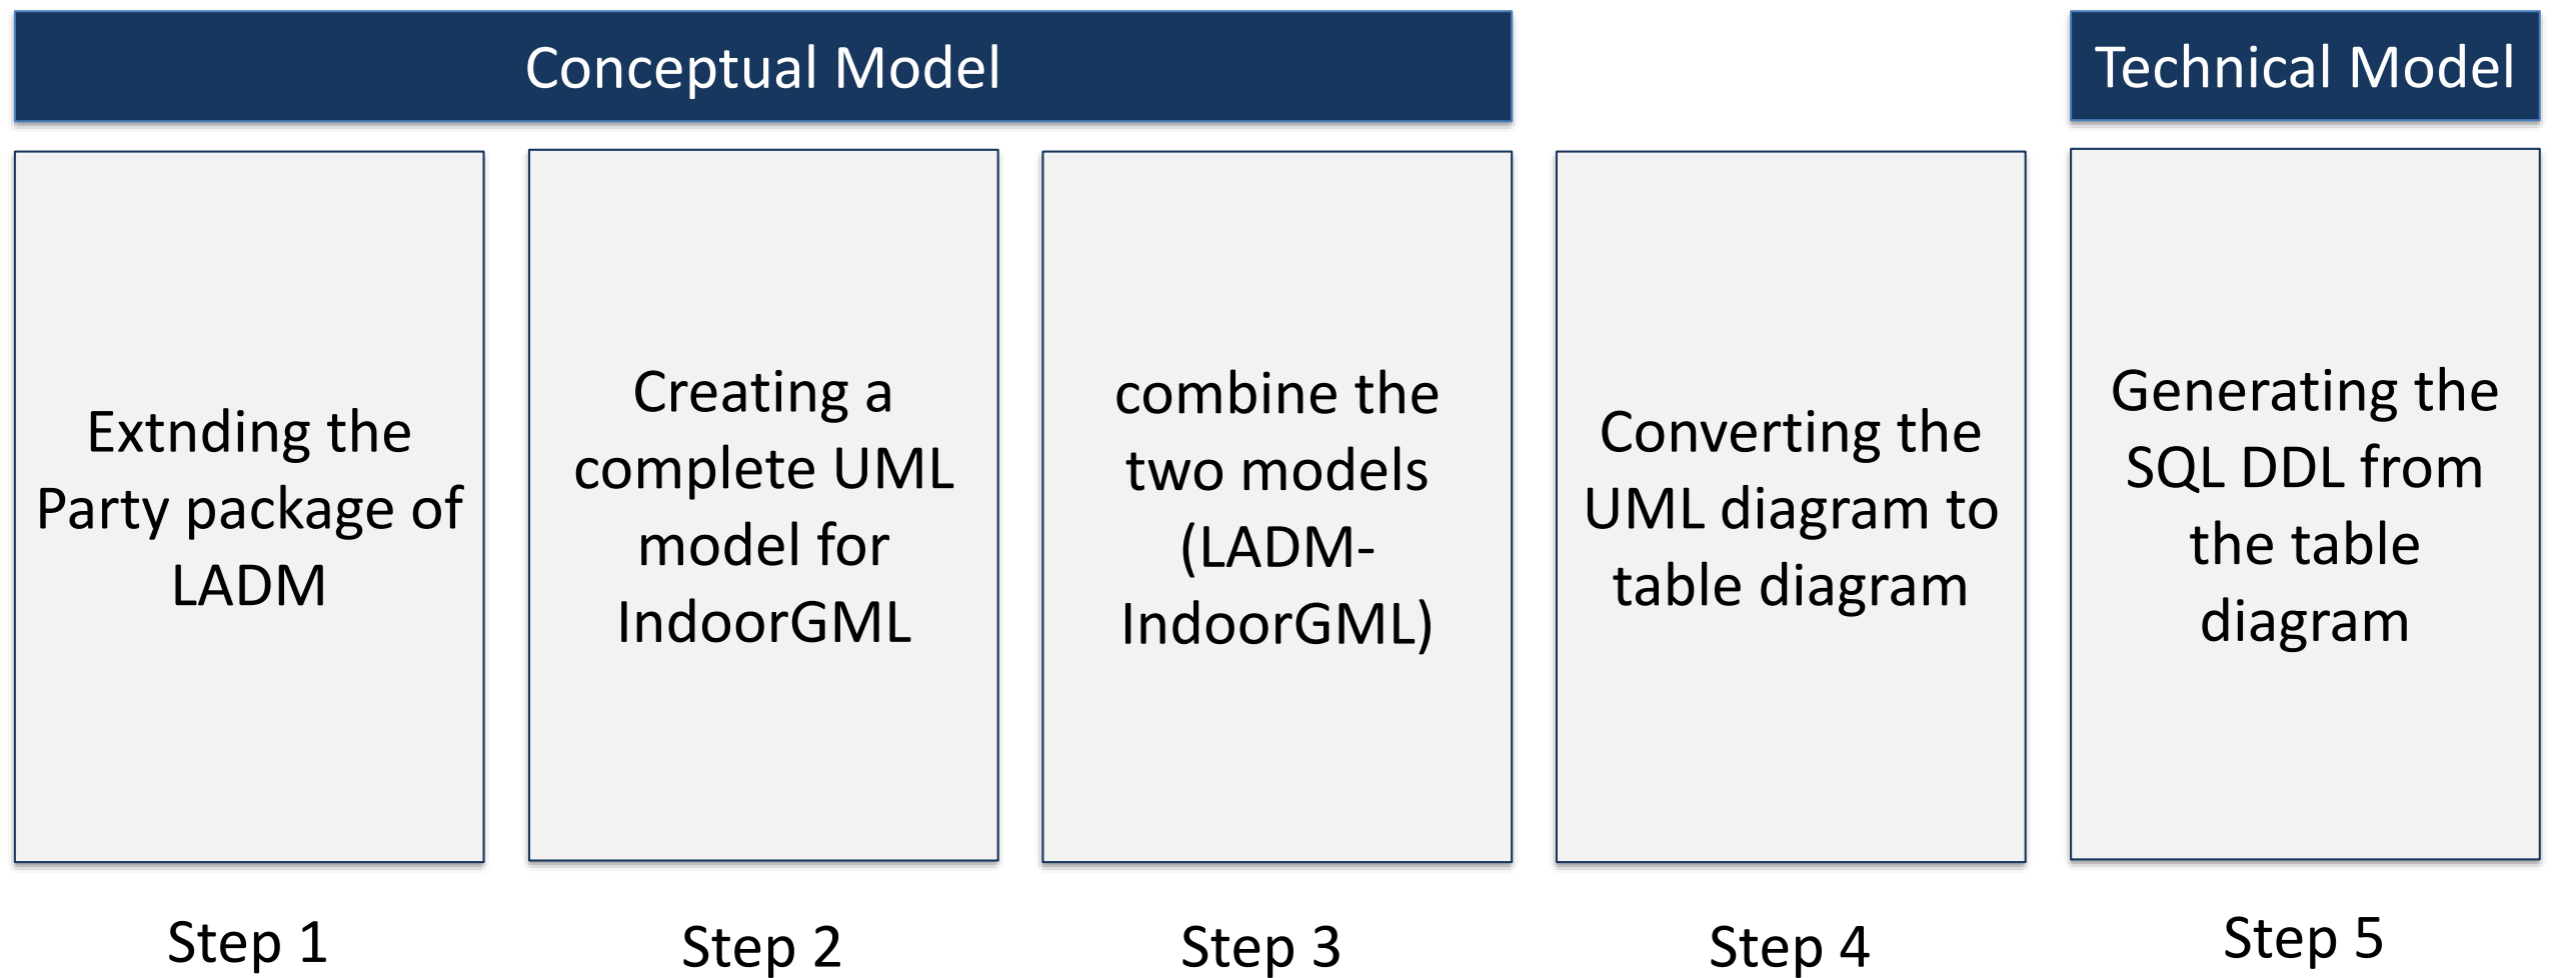 Conceptual Model
Technical Model
Extnding the
Party package of
LADM
Creating a
complete UML
model for
IndoorGML
combine the
two models
(LADM-
IndoorGML)
Converting the
UML diagram to
table diagram
Generating the
SQL DDL from
the table
diagram
Step 1
Step 2
Step 3
Step 4
Step 5